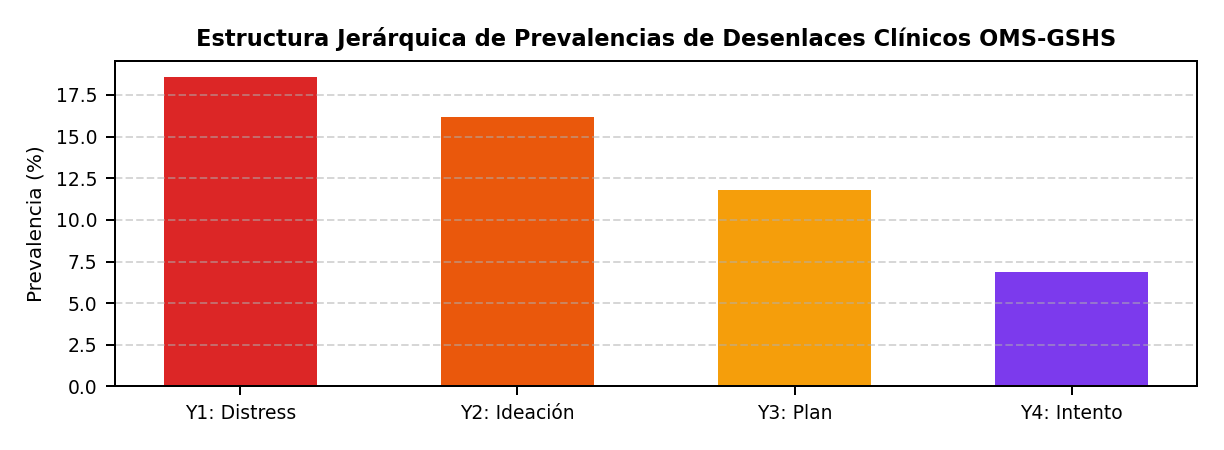 Estructura Jerárquica de Prevalencias de Desenlaces Clínicos OMS-GSHS
Prevalencia (%)
17.5
15.0
12.5
10.0
7.5
5.0
2.5
0.0
Y1: Distress
Y2: Ideación
Y3: Plan
Y4: Intento